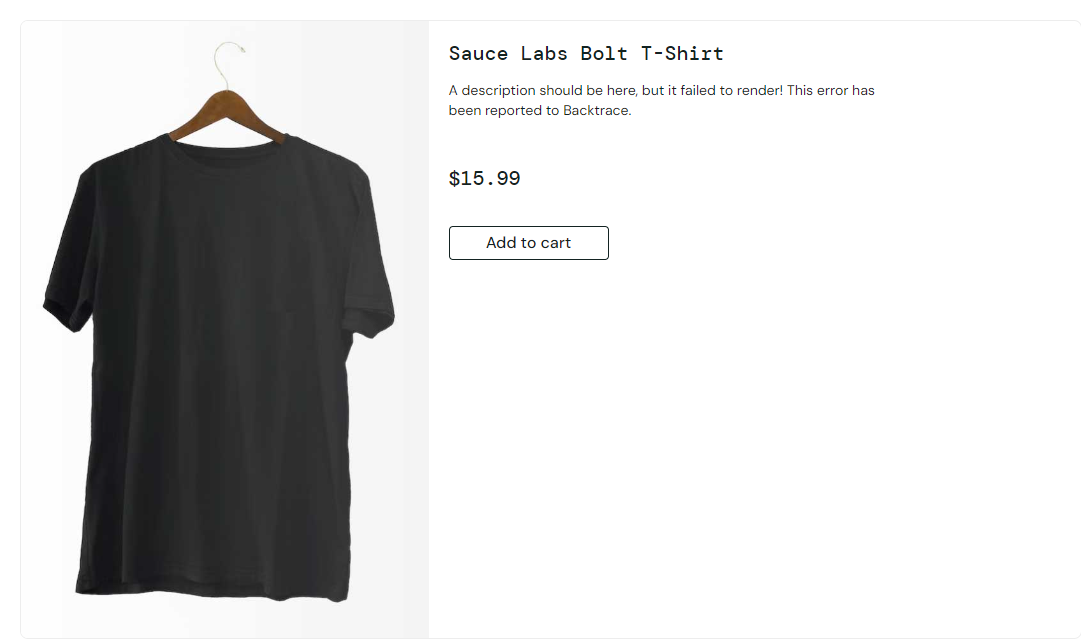 Sauce Labs Bolt T-Shirt
A description should be here, but it failed to render! This error has
been reported to Backtrace.
$15.99
Add to cart